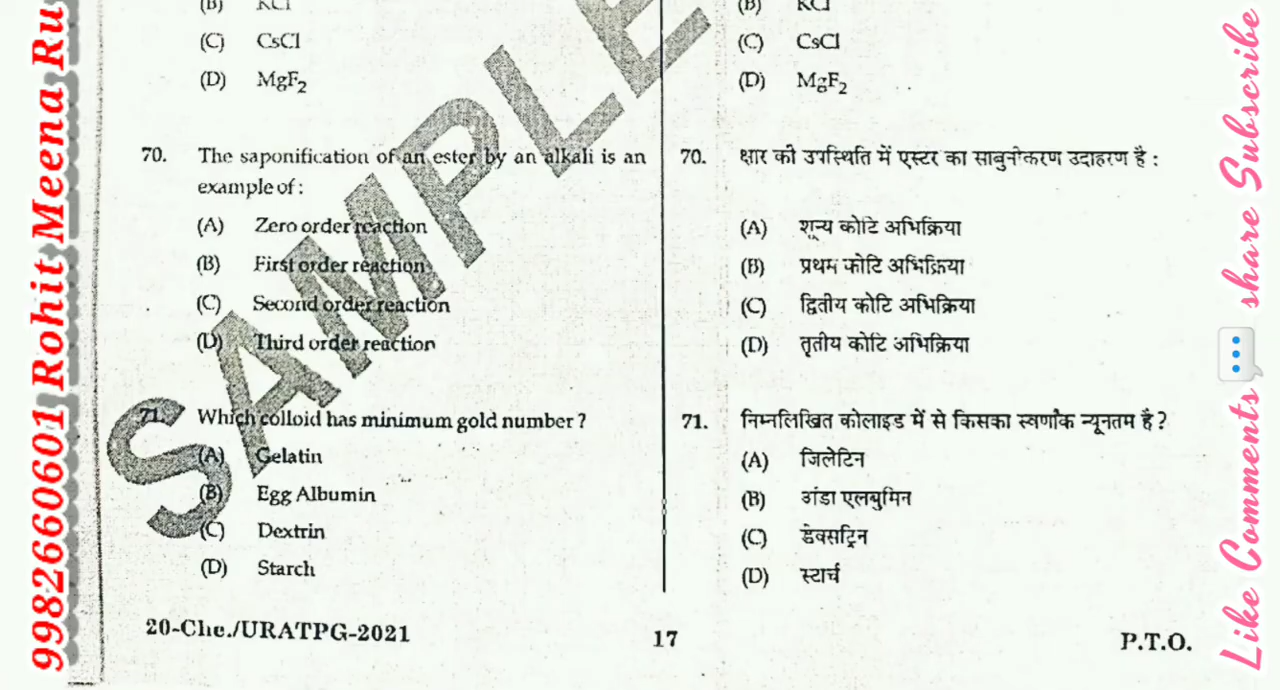 (B) KCl
(C) CsCl
(D) MgF₂
70. The saponification of an ester by an alkali is an
example of :
(A) Zero order reaction
(B) First order reaction
(C) Second order reaction
(D) Third order reaction
71. Which colloid has minimum gold number ?
(A) Gelatin
(B) Egg Albumin
(C) Dextrin
(D) Starch
(B) KCl
(C) CsCl
(D) MgF₂
70. क्षार की उपस्थिति में एस्टर का साबुनीकरण उदाहरण है :
(A) शून्य कोटि अभिक्रिया
(B) प्रथम कोटि अभिक्रिया
(C) द्वितीय कोटि अभिक्रिया
(D) तृतीय कोटि अभिक्रिया
71. निम्नलिखित कोलाइड में से किसका स्वर्णांक न्यूनतम है ?
(A) जिलेटिन
(B) अंडा एलबुमिन
(C) डेक्सट्रिन
(D) स्टार्च
20-Che./URATPG-2021
17
P.T.O.
SAMPLE
9982660601 Rohit Meena Ru
Like Comments share Subscribe